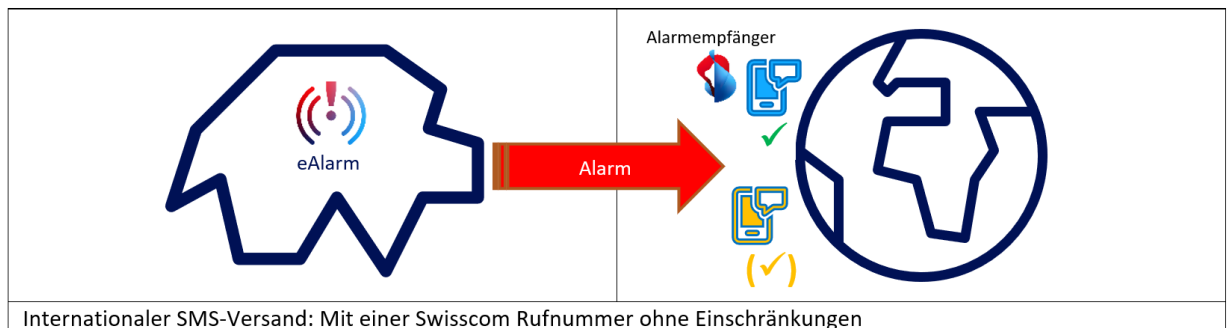 Alarmempfänger
eAlarm
Alarm
Internationaler SMS-Versand: Mit einer Swisscom Rufnummer ohne Einschränkungen